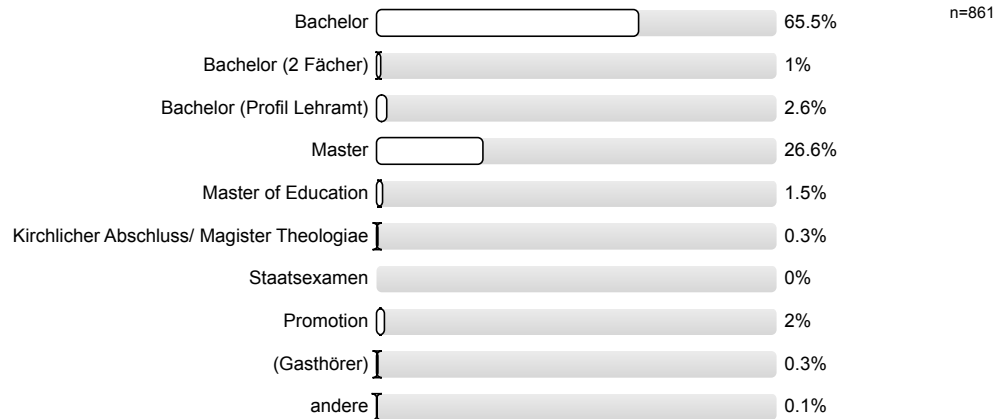 Bachelor 65.5% n=861
Bachelor (2 Fächer) 1%
Bachelor (Profil Lehramt) 2.6%
Master 26.6%
Master of Education 1.5%
Kirchlicher Abschluss/ Magister Theologiae 0.3%
Staatsexamen 0%
Promotion 2%
(Gasthörer) 0.3%
andere 0.1%